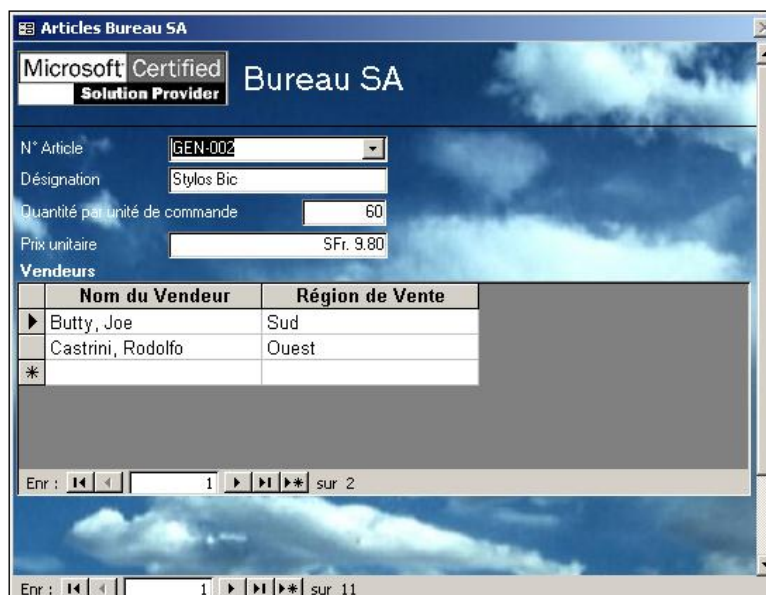 Articles Bureau SA
Microsoft Certified
Solution Provider
Bureau SA
N° Article GEN-002
Désignation Stylos Bic
Quantité par unité de commande 60
Prix unitaire SFr. 9.80
Vendeurs
Nom du Vendeur Région de Vente
Butty, Joe Sud
Castrini, Rodolfo Ouest
Enr : 1 sur 2
Enr : 1 sur 11